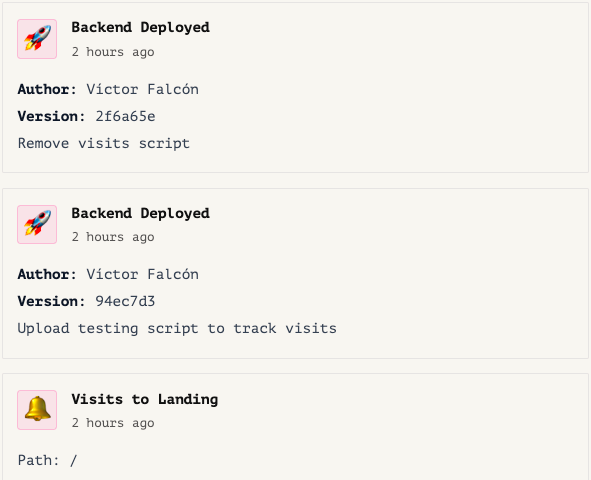 Backend Deployed
2 hours ago
Author: Víctor Falcón
Version: 2f6a65e
Remove visits script
Backend Deployed
2 hours ago
Author: Víctor Falcón
Version: 94ec7d3
Upload testing script to track visits
Visits to Landing
2 hours ago
Path: /